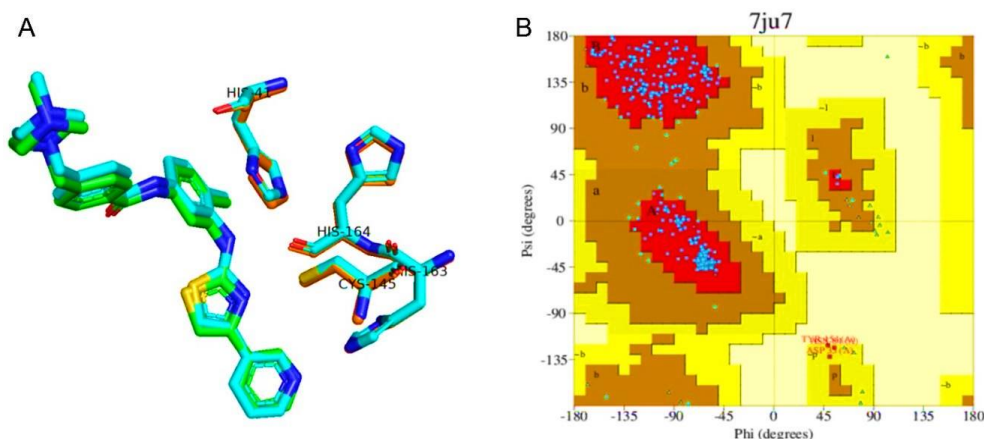 A
HIS-41
HIS-164
HIS-163
CYS-145
B
7ju7
180
135
90
45
0
-45
-90
-135
-180 -135 -90 -45 0 45 90 135 180
Psi (degrees)
Phi (degrees)
B
b
a
A
l
~l
~b
~b
~b
b
~a
~p
p
~b
b
b
~b